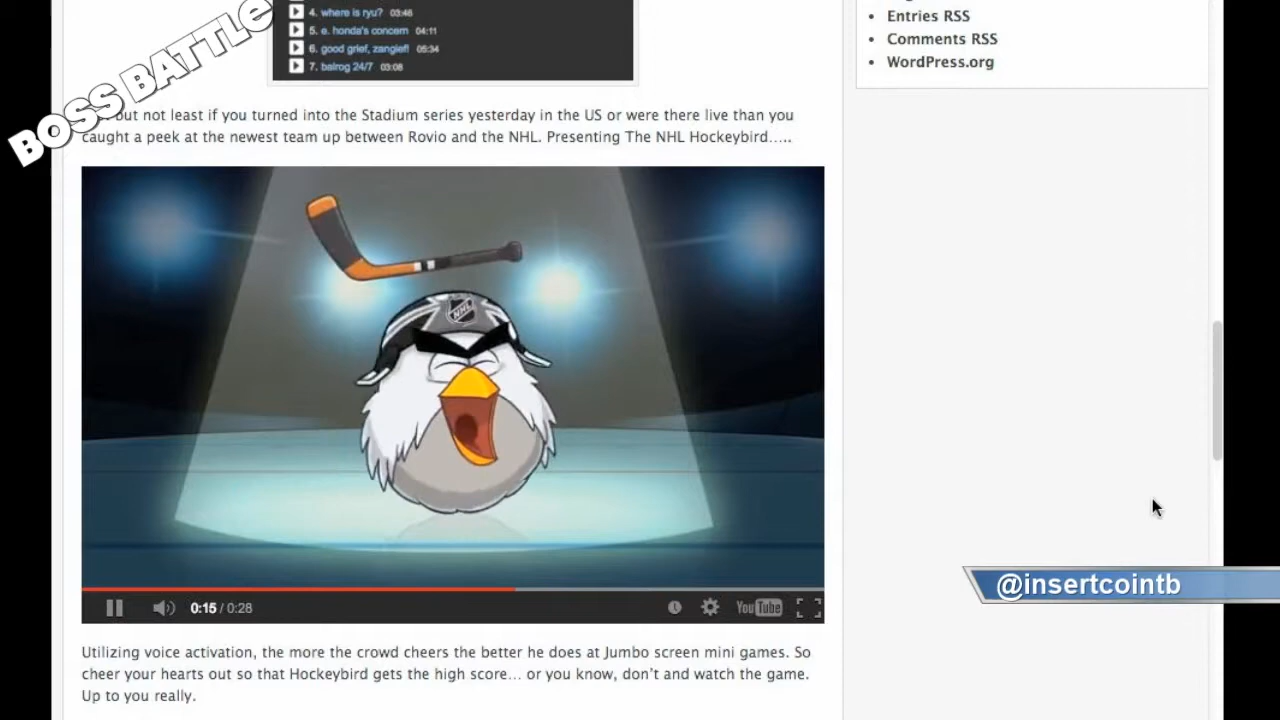 BOSS BATTLE
4. where is ryu? 03:46
5. e. honda's concern 04:11
6. good grief, zangief! 05:34
7. balrog 24/7 03:08
Entries RSS
Comments RSS
WordPress.org
but not least if you turned into the Stadium series yesterday in the US or were there live than you
caught a peek at the newest team up between Rovio and the NHL. Presenting The NHL Hockeybird…..
NHL
@insertcointb
0:15 / 0:28
YouTube
Utilizing voice activation, the more the crowd cheers the better he does at Jumbo screen mini games. So
cheer your hearts out so that Hockeybird gets the high score… or you know, don’t and watch the game.
Up to you really.